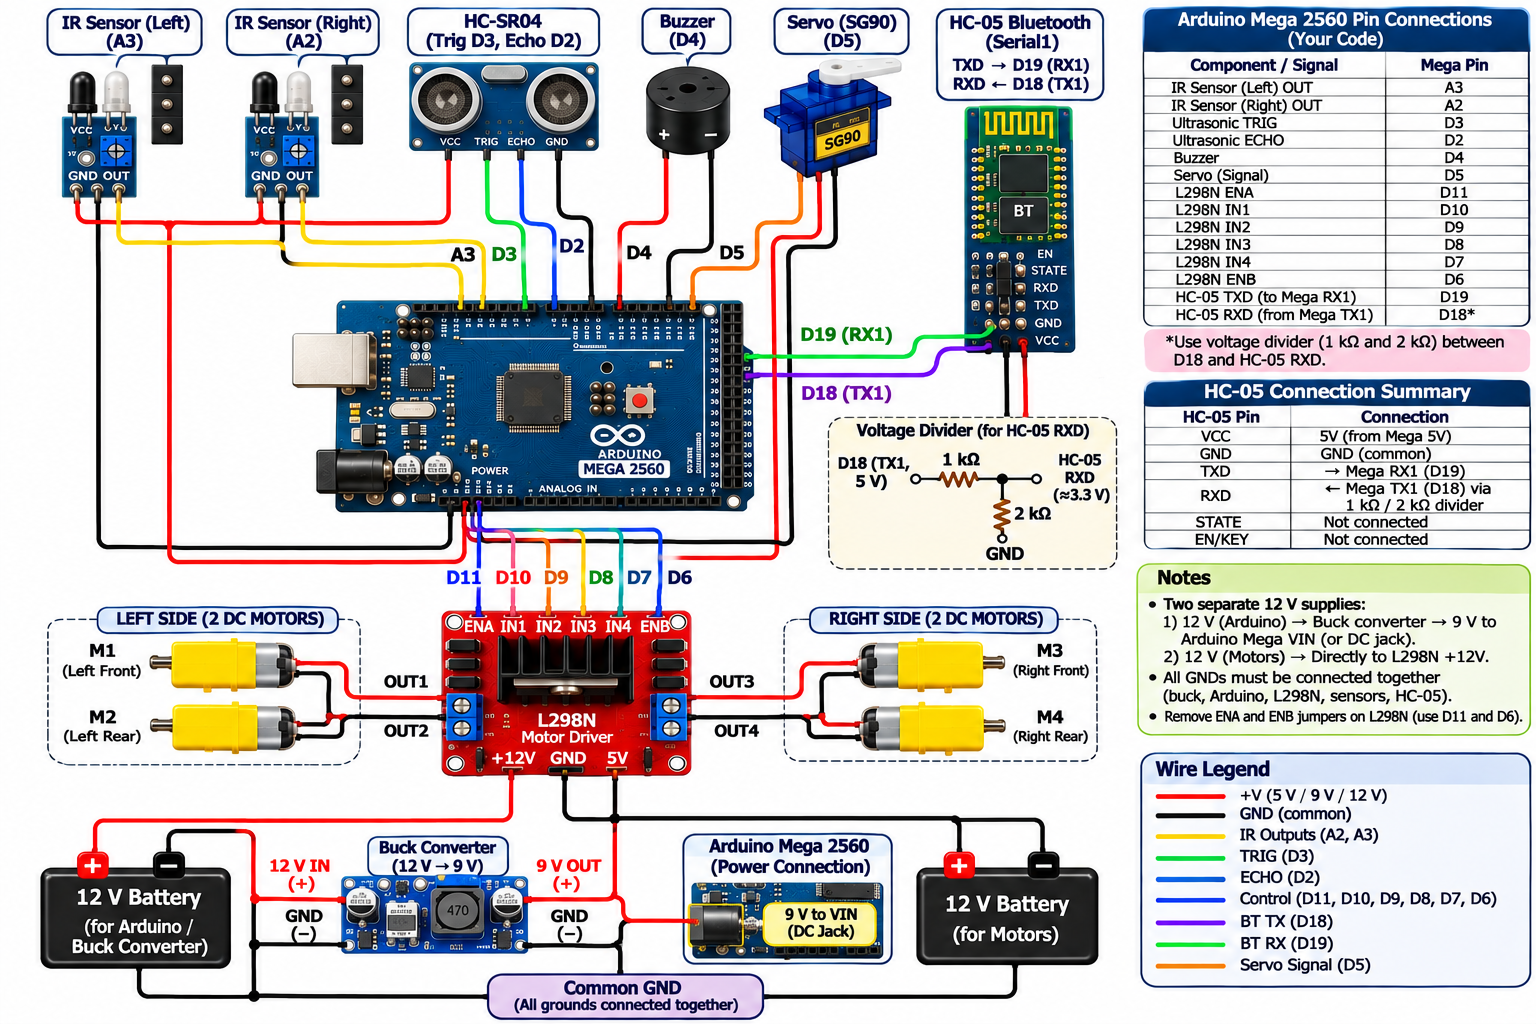 IR Sensor (Left)
(A3)
IR Sensor (Right)
(A2)
HC-SR04
(Trig D3, Echo D2)
Buzzer
(D4)
Servo (SG90)
(D5)
HC-05 Bluetooth
(Serial1)
TXD → D19 (RX1)
RXD ← D18 (TX1)
VCC
GND OUT
VCC
GND OUT
VCC TRIG ECHO GND
+ −
SG90
BT
EN
STATE
RXD
TXD
GND
VCC
A3
D3
D2
D4
D5
D19 (RX1)
D18 (TX1)
ARDUINO
MEGA 2560
POWER
ANALOG IN
Voltage Divider (for HC-05 RXD)
D18 (TX1,
5 V)
1 kΩ
HC-05
RXD
(≈3.3 V)
2 kΩ
GND
D11 D10 D9 D8 D7 D6
ENA IN1 IN2 IN3 IN4 ENB
LEFT SIDE (2 DC MOTORS)
M1
(Left Front)
M2
(Left Rear)
OUT1
OUT2
L298N
Motor Driver
+12V GND 5V
RIGHT SIDE (2 DC MOTORS)
OUT3
OUT4
M3
(Right Front)
M4
(Right Rear)
+ −
12 V Battery
(for Arduino /
Buck Converter)
12 V IN
(+)
GND
(−)
Buck Converter
(12 V → 9 V)
470
9 V OUT
(+)
GND
(−)
Arduino Mega 2560
(Power Connection)
9 V to VIN
(DC Jack)
+ −
12 V Battery
(for Motors)
Common GND
(All grounds connected together)
Arduino Mega 2560 Pin Connections
(Your Code)
Component / Signal Mega Pin
IR Sensor (Left) OUT A3
IR Sensor (Right) OUT A2
Ultrasonic TRIG D3
Ultrasonic ECHO D2
Buzzer D4
Servo (Signal) D5
L298N ENA D11
L298N IN1 D10
L298N IN2 D9
L298N IN3 D8
L298N IN4 D7
L298N ENB D6
HC-05 TXD (to Mega RX1) D19
HC-05 RXD (from Mega TX1) D18*
*Use voltage divider (1 kΩ and 2 kΩ) between
D18 and HC-05 RXD.
HC-05 Connection Summary
HC-05 Pin Connection
VCC 5V (from Mega 5V)
GND GND (common)
TXD → Mega RX1 (D19)
RXD ← Mega TX1 (D18) via
1 kΩ / 2 kΩ divider
STATE Not connected
EN/KEY Not connected
Notes
• Two separate 12 V supplies:
1) 12 V (Arduino) → Buck converter → 9 V to
Arduino Mega VIN (or DC jack).
2) 12 V (Motors) → Directly to L298N +12V.
• All GNDs must be connected together
(buck, Arduino, L298N, sensors, HC-05).
• Remove ENA and ENB jumpers on L298N (use D11 and D6).
Wire Legend
+V (5 V / 9 V / 12 V)
GND (common)
IR Outputs (A2, A3)
TRIG (D3)
ECHO (D2)
Control (D11, D10, D9, D8, D7, D6)
BT TX (D18)
BT RX (D19)
Servo Signal (D5)